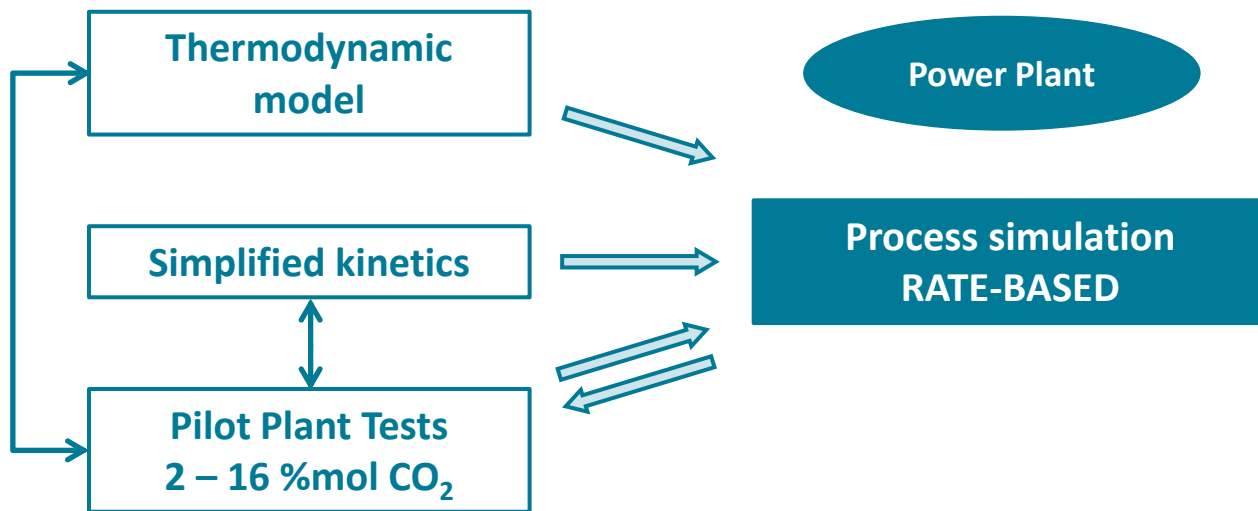 Thermodynamic
model
Power Plant
Simplified kinetics
Process simulation
RATE-BASED
Pilot Plant Tests
2 – 16 %mol CO₂